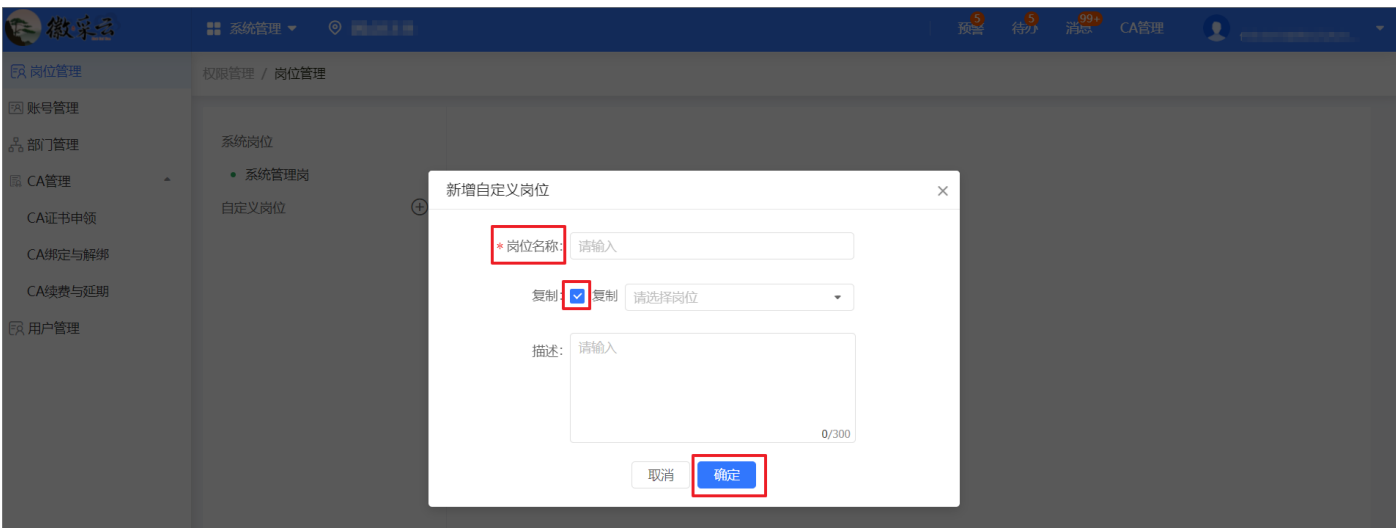 徽采云 系统管理 预警 5 待办 5 消息 99+ CA管理
岗位管理
权限管理 / 岗位管理
账号管理
部门管理
系统岗位
CA管理
系统管理岗
新增自定义岗位
自定义岗位
CA证书申领
*岗位名称: 请输入
CA绑定与解绑
CA续费与延期
复制: 复制 请选择岗位
用户管理
描述: 请输入
0/300
取消 确定